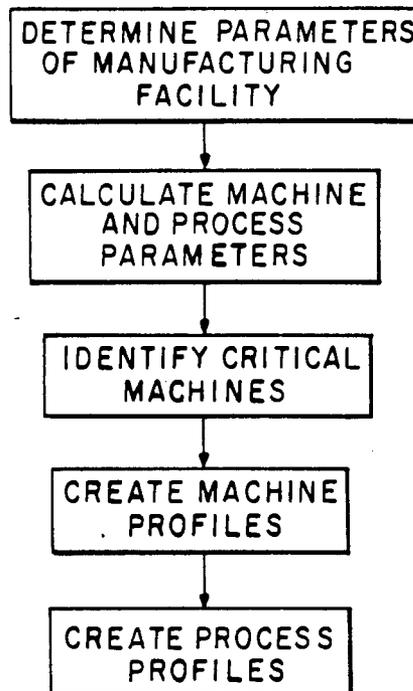 DETERMINE PARAMETERS
OF MANUFACTURING
FACILITY
CALCULATE MACHINE
AND PROCESS
PARAMETERS
IDENTIFY CRITICAL
MACHINES
CREATE MACHINE
PROFILES
CREATE PROCESS
PROFILES